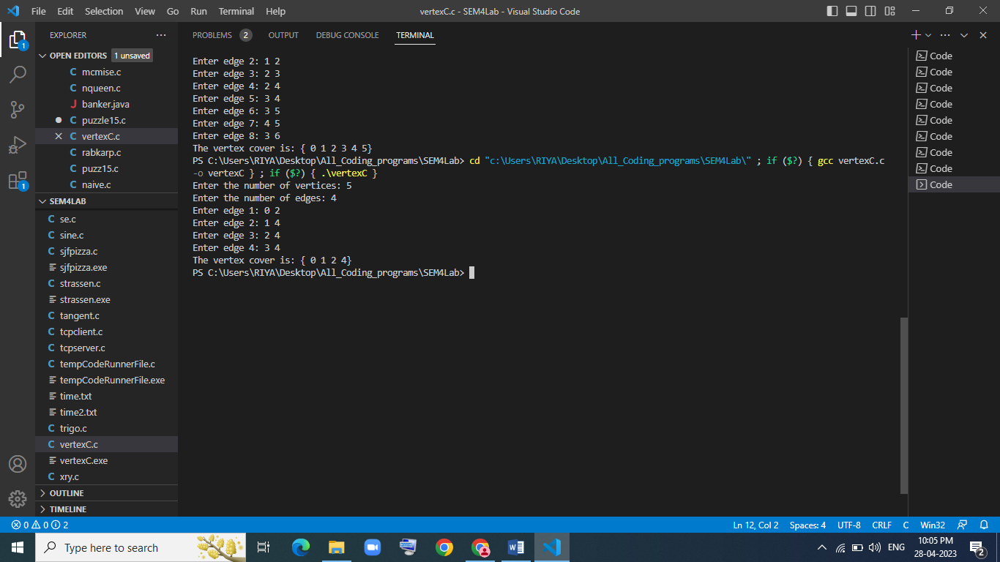 File Edit Selection View Go Run Terminal Help
vertexC.c - SEM4Lab - Visual Studio Code
EXPLORER
OPEN EDITORS 1 unsaved
mcmise.c
nqueen.c
banker.java
puzzle15.c
vertexC.c
rabkarp.c
puzz15.c
naive.c
SEM4LAB
se.c
sine.c
sjfpizza.c
sjfpizza.exe
strassen.c
strassen.exe
tangent.c
tcpclient.c
tcpserver.c
tempCodeRunnerFile.c
tempCodeRunnerFile.exe
time.txt
time2.txt
trigo.c
vertexC.c
vertexC.exe
xry.c
OUTLINE
TIMELINE
PROBLEMS 2 OUTPUT DEBUG CONSOLE TERMINAL
Enter edge 2: 1 2
Enter edge 3: 2 3
Enter edge 4: 2 4
Enter edge 5: 3 4
Enter edge 6: 3 5
Enter edge 7: 4 5
Enter edge 8: 3 6
The vertex cover is: { 0 1 2 3 4 5}
PS C:\Users\RIYA\Desktop\All_Coding_programs\SEM4Lab> cd "c:\Users\RIYA\Desktop\All_Coding_programs\SEM4Lab\" ; if ($?) { gcc vertexC.c
-o vertexC } ; if ($?) { .\vertexC }
Enter the number of vertices: 5
Enter the number of edges: 4
Enter edge 1: 0 2
Enter edge 2: 1 4
Enter edge 3: 2 4
Enter edge 4: 3 4
The vertex cover is: { 0 1 2 4}
PS C:\Users\RIYA\Desktop\All_Coding_programs\SEM4Lab>
Code
Code
Code
Code
Code
Code
Code
Code
Code
1
1
0 0 2
Ln 12, Col 2 Spaces: 4 UTF-8 CRLF C Win32
Type here to search
ENG
10:05 PM
28-04-2023
2